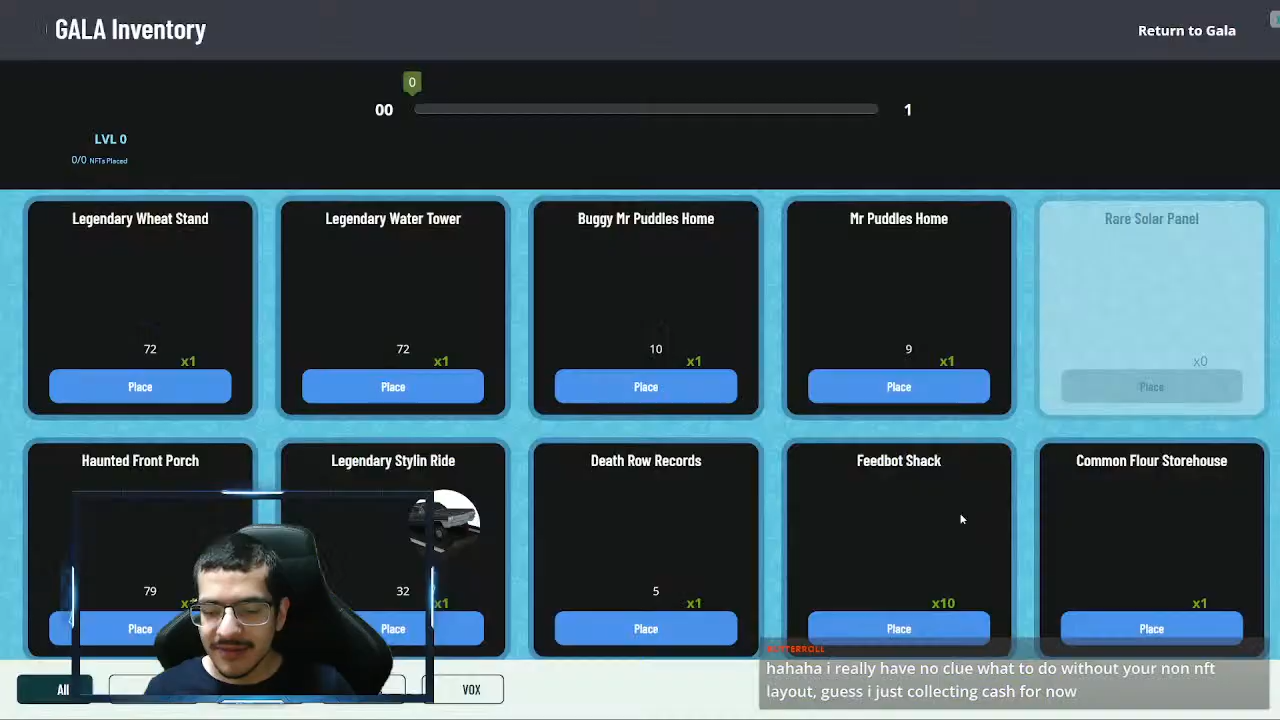 GALA Inventory
Return to Gala
0
00
1
LVL 0
0/0 NFTs Placed
Legendary Wheat Stand
Legendary Water Tower
Buggy Mr Puddles Home
Mr Puddles Home
Rare Solar Panel
72
x1
72
x1
10
x1
9
x1
x0
Place
Place
Place
Place
Place
Haunted Front Porch
Legendary Stylin Ride
Death Row Records
Feedbot Shack
Common Flour Storehouse
79
32
x1
5
x1
x10
x1
Place
Place
Place
Place
Place
hahaha i really have no clue what to do without your non nft
layout, guess i just collecting cash for now
All
VOX